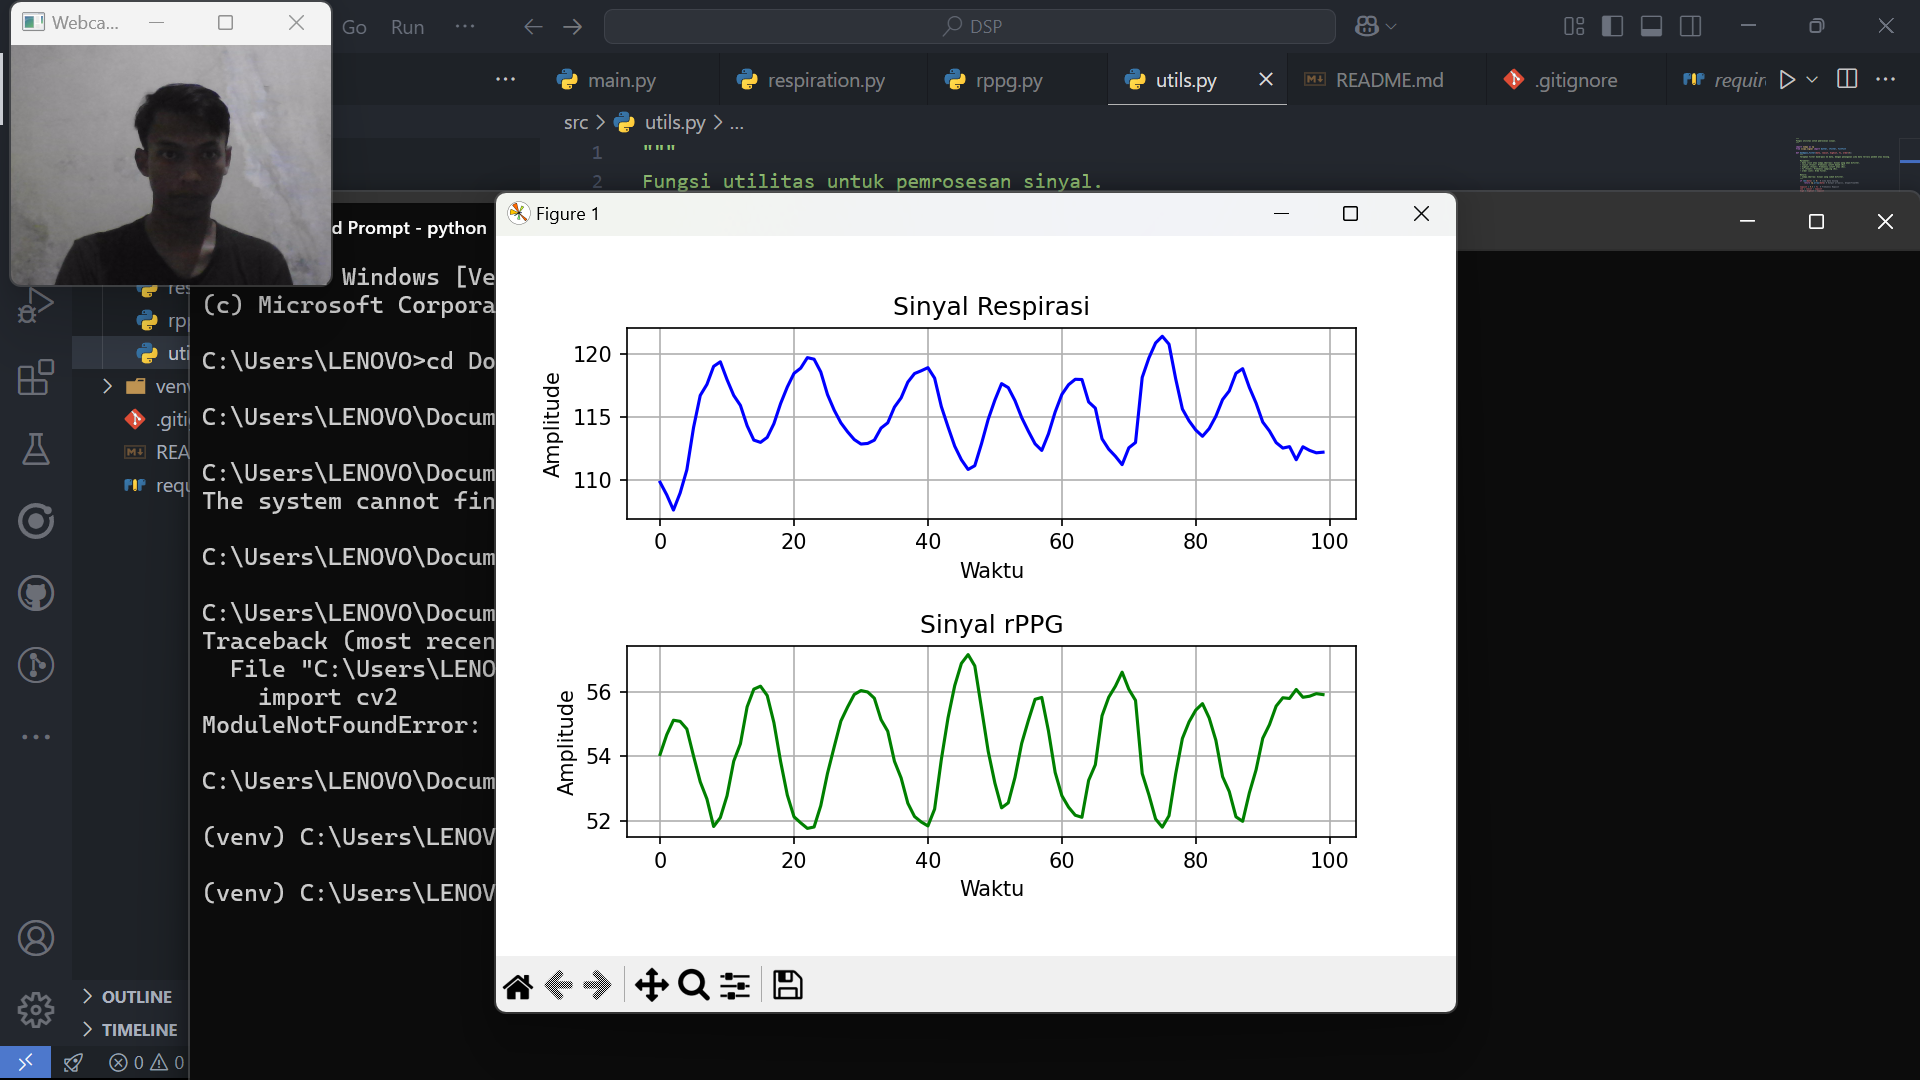 Webca...
Go Run ...
DSP
main.py
respiration.py
rppg.py
utils.py
README.md
.gitignore
requir
src > utils.py > ...
1 """
2 Fungsi utilitas untuk pemrosesan sinyal.
d Prompt - python
Windows [Ve
(c) Microsoft Corpora
C:\Users\LENOVO>cd Do
C:\Users\LENOVO\Docum
C:\Users\LENOVO\Docum
The system cannot fin
C:\Users\LENOVO\Docum
C:\Users\LENOVO\Docum
Traceback (most recen
File "C:\Users\LENO
import cv2
ModuleNotFoundError:
C:\Users\LENOVO\Docum
(venv) C:\Users\LENOV
(venv) C:\Users\LENOV
res
rpp
uti
venv
.giti
REA
requ
OUTLINE
TIMELINE
0 0
Figure 1
Sinyal Respirasi
Amplitude
120
115
110
0 20 40 60 80 100
Waktu
Sinyal rPPG
Amplitude
56
54
52
0 20 40 60 80 100
Waktu